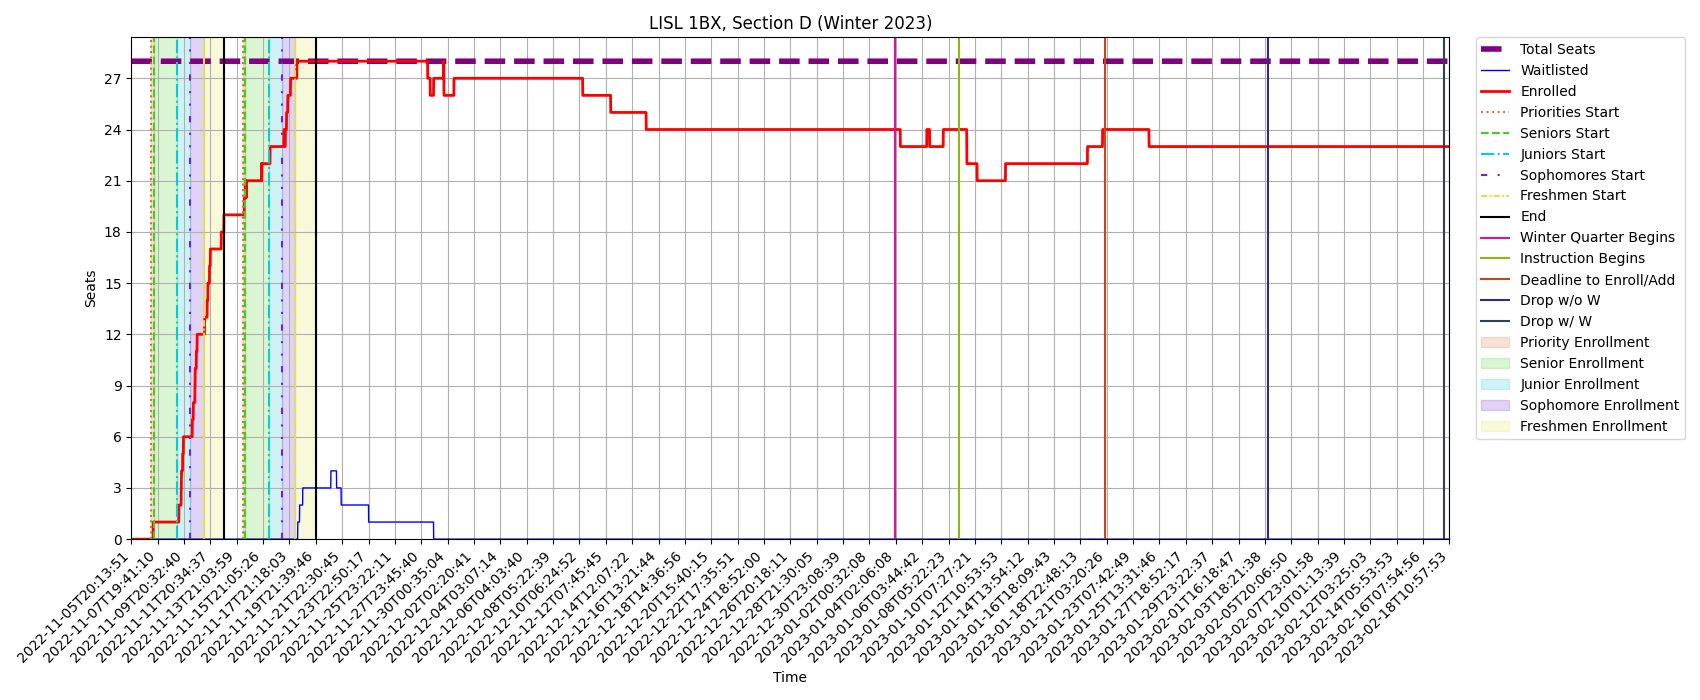 LISL 1BX, Section D (Winter 2023)
Seats
27
24
21
18
15
12
9
6
3
0
2022-11-05T20:13:51
2022-11-07T19:41:10
2022-11-09T20:32:40
2022-11-11T20:34:37
2022-11-13T21:03:59
2022-11-15T21:05:26
2022-11-17T21:18:03
2022-11-19T21:39:46
2022-11-21T22:30:45
2022-11-23T22:50:17
2022-11-25T23:22:11
2022-11-27T23:45:40
2022-11-30T00:35:04
2022-12-02T02:20:41
2022-12-04T03:07:14
2022-12-06T04:03:40
2022-12-08T05:22:39
2022-12-10T06:24:52
2022-12-12T07:45:45
2022-12-14T12:07:22
2022-12-16T13:21:44
2022-12-18T14:36:56
2022-12-20T15:40:15
2022-12-22T17:35:51
2022-12-24T18:52:00
2022-12-26T20:18:11
2022-12-28T21:30:05
2022-12-30T23:08:39
2023-01-02T00:32:08
2023-01-04T02:06:08
2023-01-06T03:44:42
2023-01-08T05:22:23
2023-01-10T07:27:21
2023-01-12T10:53:53
2023-01-14T13:54:12
2023-01-16T18:09:43
2023-01-18T22:48:13
2023-01-21T03:20:26
2023-01-23T07:42:49
2023-01-25T13:31:46
2023-01-27T18:52:17
2023-01-29T23:22:37
2023-02-01T16:18:47
2023-02-03T18:21:38
2023-02-05T20:06:50
2023-02-07T23:01:58
2023-02-10T01:13:39
2023-02-12T03:25:03
2023-02-14T05:53:53
2023-02-16T07:54:56
2023-02-18T10:57:53
Time
Total Seats
Waitlisted
Enrolled
Priorities Start
Seniors Start
Juniors Start
Sophomores Start
Freshmen Start
End
Winter Quarter Begins
Instruction Begins
Deadline to Enroll/Add
Drop w/o W
Drop w/ W
Priority Enrollment
Senior Enrollment
Junior Enrollment
Sophomore Enrollment
Freshmen Enrollment